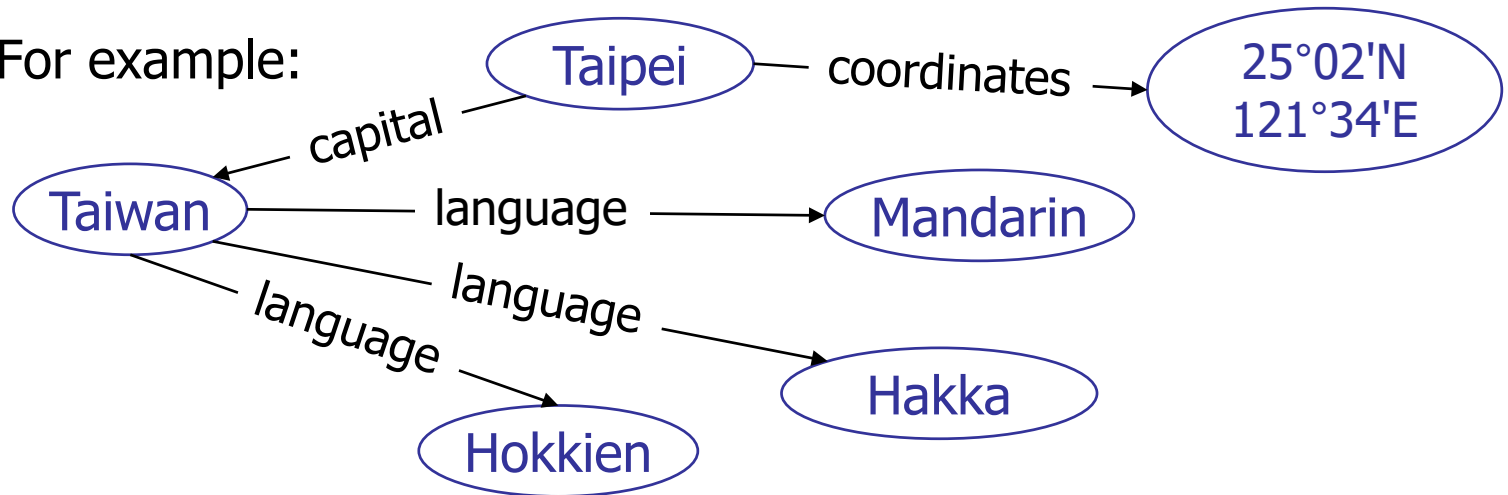 For example:
Taipei
coordinates
25°02'N
121°34'E
capital
Taiwan
language
Mandarin
language
Hakka
language
Hokkien